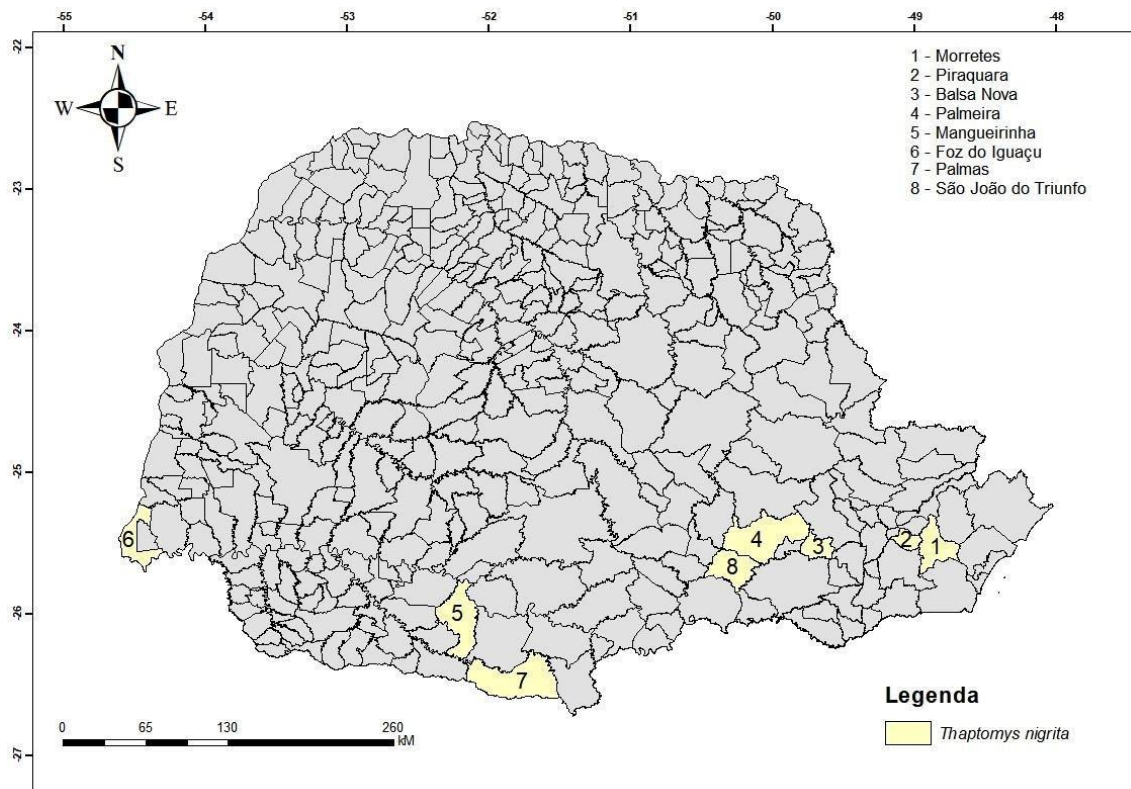 -55 -54 -53 -52 -51 -50 -49 -48
-22
-23
-24
-25
-26
-27
N
W E
S
1 - Morretes
2 - Piraquara
3 - Balsa Nova
4 - Palmeira
5 - Mangueirinha
6 - Foz do Iguaçu
7 - Palmas
8 - São João do Triunfo
6
4
3
2
1
8
5
7
0 65 130 260
kM
Legenda
Thaptomys nigrita